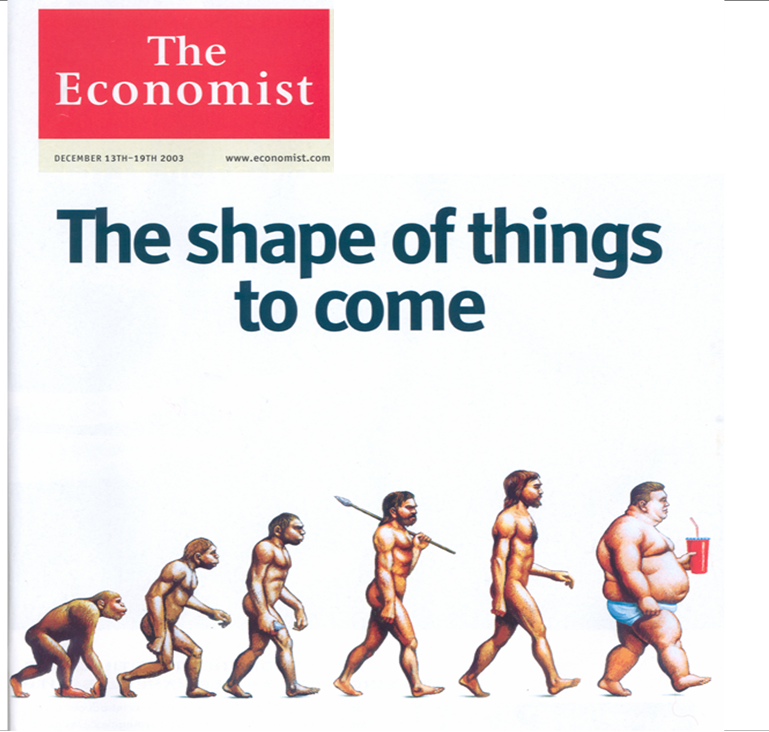 The
Economist
DECEMBER 13TH–19TH 2003 www.economist.com
The shape of things
to come